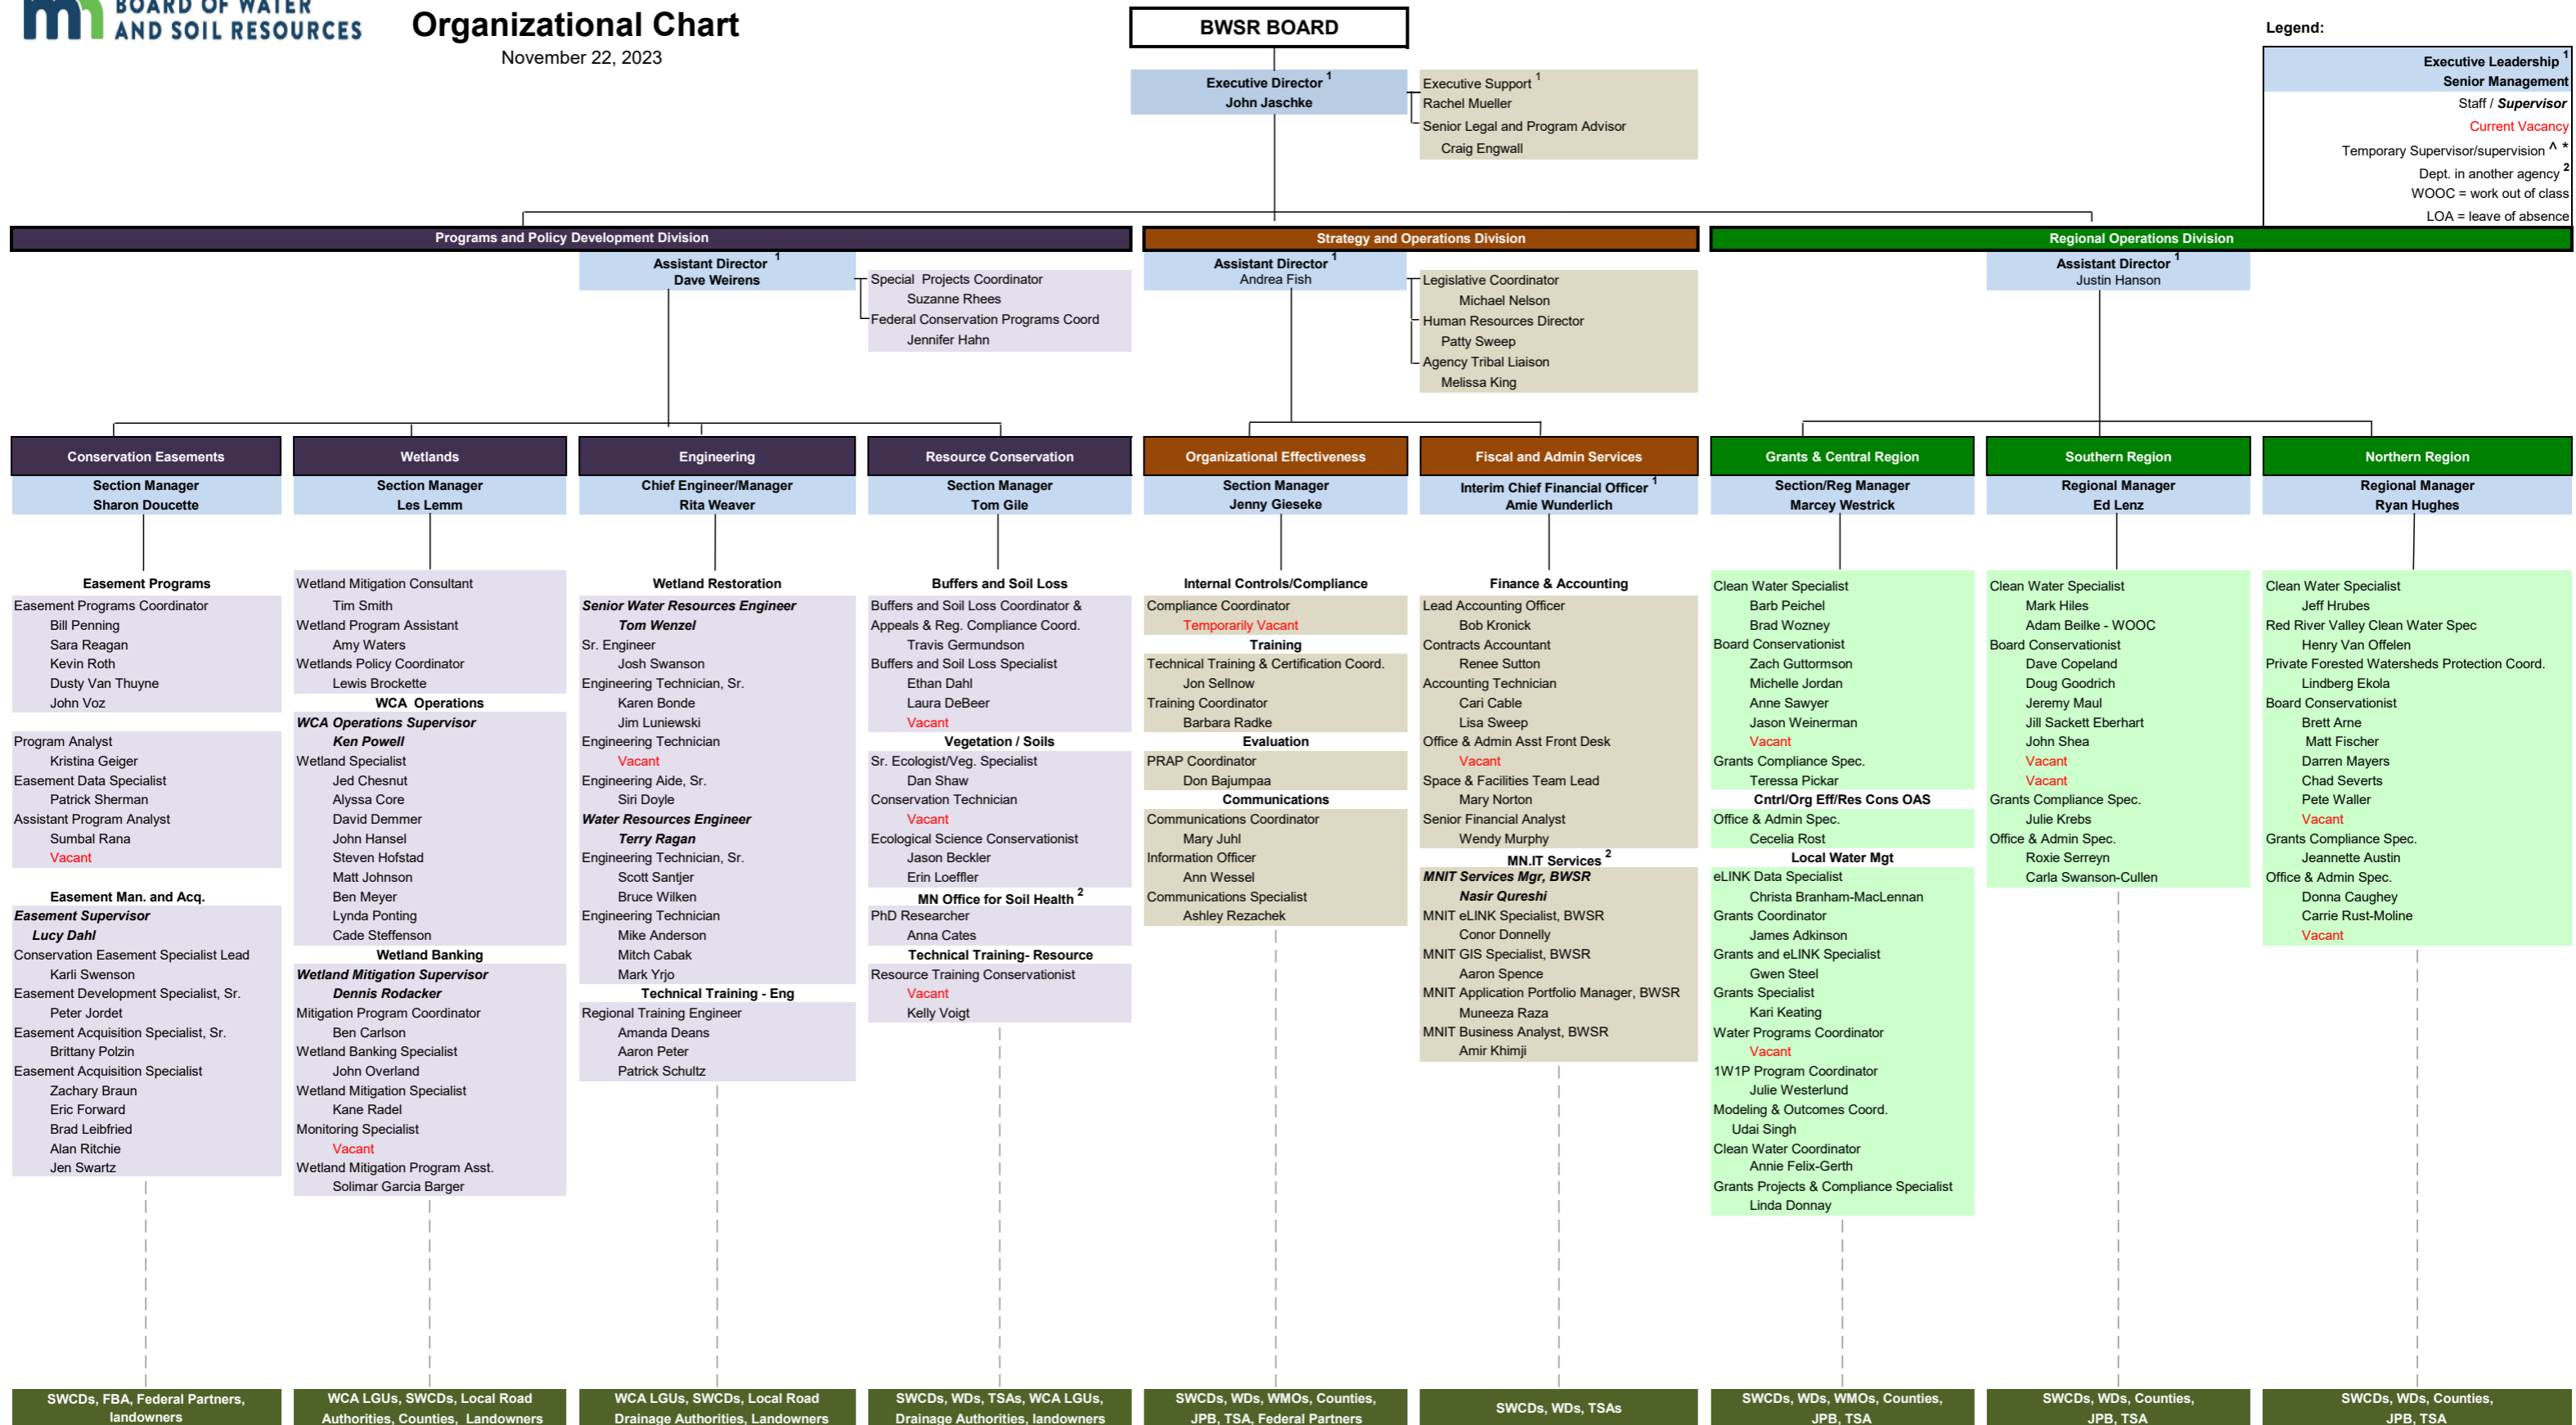 BOARD OF WATER
AND SOIL RESOURCES
Organizational Chart
November 22, 2023
BWSR BOARD
Executive Director 1
John Jaschke
Executive Support 1
Rachel Mueller
Senior Legal and Program Advisor
Craig Engwall
Legend:
Executive Leadership 1
Senior Management
Staff / Supervisor
Current Vacancy
Temporary Supervisor/supervision ^ *
Dept. in another agency 2
WOOC = work out of class
LOA = leave of absence
Programs and Policy Development Division
Assistant Director 1
Dave Weirens
Special  Projects Coordinator
Suzanne Rhees
Federal Conservation Programs Coord
Jennifer Hahn
Strategy and Operations Division
Assistant Director 1
Andrea Fish
Legislative Coordinator
Michael Nelson
Human Resources Director
Patty Sweep
Agency Tribal Liaison
Melissa King
Regional Operations Division
Assistant Director 1
Justin Hanson
Conservation Easements
Section Manager
Sharon Doucette
Easement Programs
Easement Programs Coordinator
Bill Penning
Sara Reagan
Kevin Roth
Dusty Van Thuyne
John Voz
Program Analyst
Kristina Geiger
Easement Data Specialist
Patrick Sherman
Assistant Program Analyst
Sumbal Rana
Vacant
Easement Man. and Acq.
Easement Supervisor
Lucy Dahl
Conservation Easement Specialist Lead
Karli Swenson
Easement Development Specialist, Sr.
Peter Jordet
Easement Acquisition Specialist, Sr.
Brittany Polzin
Easement Acquisition Specialist
Zachary Braun
Eric Forward
Brad Leibfried
Alan Ritchie
Jen Swartz
SWCDs, FBA, Federal Partners,
landowners
Wetlands
Section Manager
Les Lemm
Wetland Mitigation Consultant
Tim Smith
Wetland Program Assistant
Amy Waters
Wetlands Policy Coordinator
Lewis Brockette
WCA  Operations
WCA Operations Supervisor
Ken Powell
Wetland Specialist
Jed Chesnut
Alyssa Core
David Demmer
John Hansel
Steven Hofstad
Matt Johnson
Ben Meyer
Lynda Ponting
Cade Steffenson
Wetland Banking
Wetland Mitigation Supervisor
Dennis Rodacker
Mitigation Program Coordinator
Ben Carlson
Wetland Banking Specialist
John Overland
Wetland Mitigation Specialist
Kane Radel
Monitoring Specialist
Vacant
Wetland Mitigation Program Asst.
Solimar Garcia Barger
WCA LGUs, SWCDs, Local Road
Authorities, Counties,  Landowners
Engineering
Chief Engineer/Manager
Rita Weaver
Wetland Restoration
Senior Water Resources Engineer
Tom Wenzel
Sr. Engineer
Josh Swanson
Engineering Technician, Sr.
Karen Bonde
Jim Luniewski
Engineering Technician
Vacant
Engineering Aide, Sr.
Siri Doyle
Water Resources Engineer
Terry Ragan
Engineering Technician, Sr.
Scott Santjer
Bruce Wilken
Engineering Technician
Mike Anderson
Mitch Cabak
Mark Yrjo
Technical Training - Eng
Regional Training Engineer
Amanda Deans
Aaron Peter
Patrick Schultz
WCA LGUs, SWCDs, Local Road
Drainage Authorities, Landowners
Resource Conservation
Section Manager
Tom Gile
Buffers and Soil Loss
Buffers and Soil Loss Coordinator &
Appeals & Reg. Compliance Coord.
Travis Germundson
Buffers and Soil Loss Specialist
Ethan Dahl
Laura DeBeer
Vacant
Vegetation / Soils
Sr. Ecologist/Veg. Specialist
Dan Shaw
Conservation Technician
Vacant
Ecological Science Conservationist
Jason Beckler
Erin Loeffler
MN Office for Soil Health 2
PhD Researcher
Anna Cates
Technical Training- Resource
Resource Training Conservationist
Vacant
Kelly Voigt
SWCDs, WDs, TSAs, WCA LGUs,
Drainage Authorities, landowners
Organizational Effectiveness
Section Manager
Jenny Gieseke
Internal Controls/Compliance
Compliance Coordinator
Temporarily Vacant
Training
Technical Training & Certification Coord.
Jon Sellnow
Training Coordinator
Barbara Radke
Evaluation
PRAP Coordinator
Don Bajumpaa
Communications
Communications Coordinator
Mary Juhl
Information Officer
Ann Wessel
Communications Specialist
Ashley Rezachek
SWCDs, WDs, WMOs, Counties,
JPB, TSA, Federal Partners
Fiscal and Admin Services
Interim Chief Financial Officer 1
Amie Wunderlich
Finance & Accounting
Lead Accounting Officer
Bob Kronick
Contracts Accountant
Renee Sutton
Accounting Technician
Cari Cable
Lisa Sweep
Office & Admin Asst Front Desk
Vacant
Space & Facilities Team Lead
Mary Norton
Senior Financial Analyst
Wendy Murphy
MN.IT Services 2
MNIT Services Mgr, BWSR
Nasir Qureshi
MNIT eLINK Specialist, BWSR
Conor Donnelly
MNIT GIS Specialist, BWSR
Aaron Spence
MNIT Application Portfolio Manager, BWSR
Muneeza Raza
MNIT Business Analyst, BWSR
Amir Khimji
SWCDs, WDs, TSAs
Grants & Central Region
Section/Reg Manager
Marcey Westrick
Clean Water Specialist
Barb Peichel
Brad Wozney
Board Conservationist
Zach Guttormson
Michelle Jordan
Anne Sawyer
Jason Weinerman
Vacant
Grants Compliance Spec.
Teressa Pickar
Cntrl/Org Eff/Res Cons OAS
Office & Admin Spec.
Cecelia Rost
Local Water Mgt
eLINK Data Specialist
Christa Branham-MacLennan
Grants Coordinator
James Adkinson
Grants and eLINK Specialist
Gwen Steel
Grants Specialist
Kari Keating
Water Programs Coordinator
Vacant
1W1P Program Coordinator
Julie Westerlund
Modeling & Outcomes Coord.
Udai Singh
Clean Water Coordinator
Annie Felix-Gerth
Grants Projects & Compliance Specialist
Linda Donnay
SWCDs, WDs, WMOs, Counties,
JPB, TSA
Southern Region
Regional Manager
Ed Lenz
Clean Water Specialist
Mark Hiles
Adam Beilke - WOOC
Board Conservationist
Dave Copeland
Doug Goodrich
Jeremy Maul
Jill Sackett Eberhart
John Shea
Vacant
Vacant
Grants Compliance Spec.
Julie Krebs
Office & Admin Spec.
Roxie Serreyn
Carla Swanson-Cullen
SWCDs, WDs, Counties,
JPB, TSA
Northern Region
Regional Manager
Ryan Hughes
Clean Water Specialist
Jeff Hrubes
Red River Valley Clean Water Spec
Henry Van Offelen
Private Forested Watersheds Protection Coord.
Lindberg Ekola
Board Conservationist
Brett Arne
Matt Fischer
Darren Mayers
Chad Severts
Pete Waller
Vacant
Grants Compliance Spec.
Jeannette Austin
Office & Admin Spec.
Donna Caughey
Carrie Rust-Moline
Vacant
SWCDs, WDs, Counties,
JPB, TSA